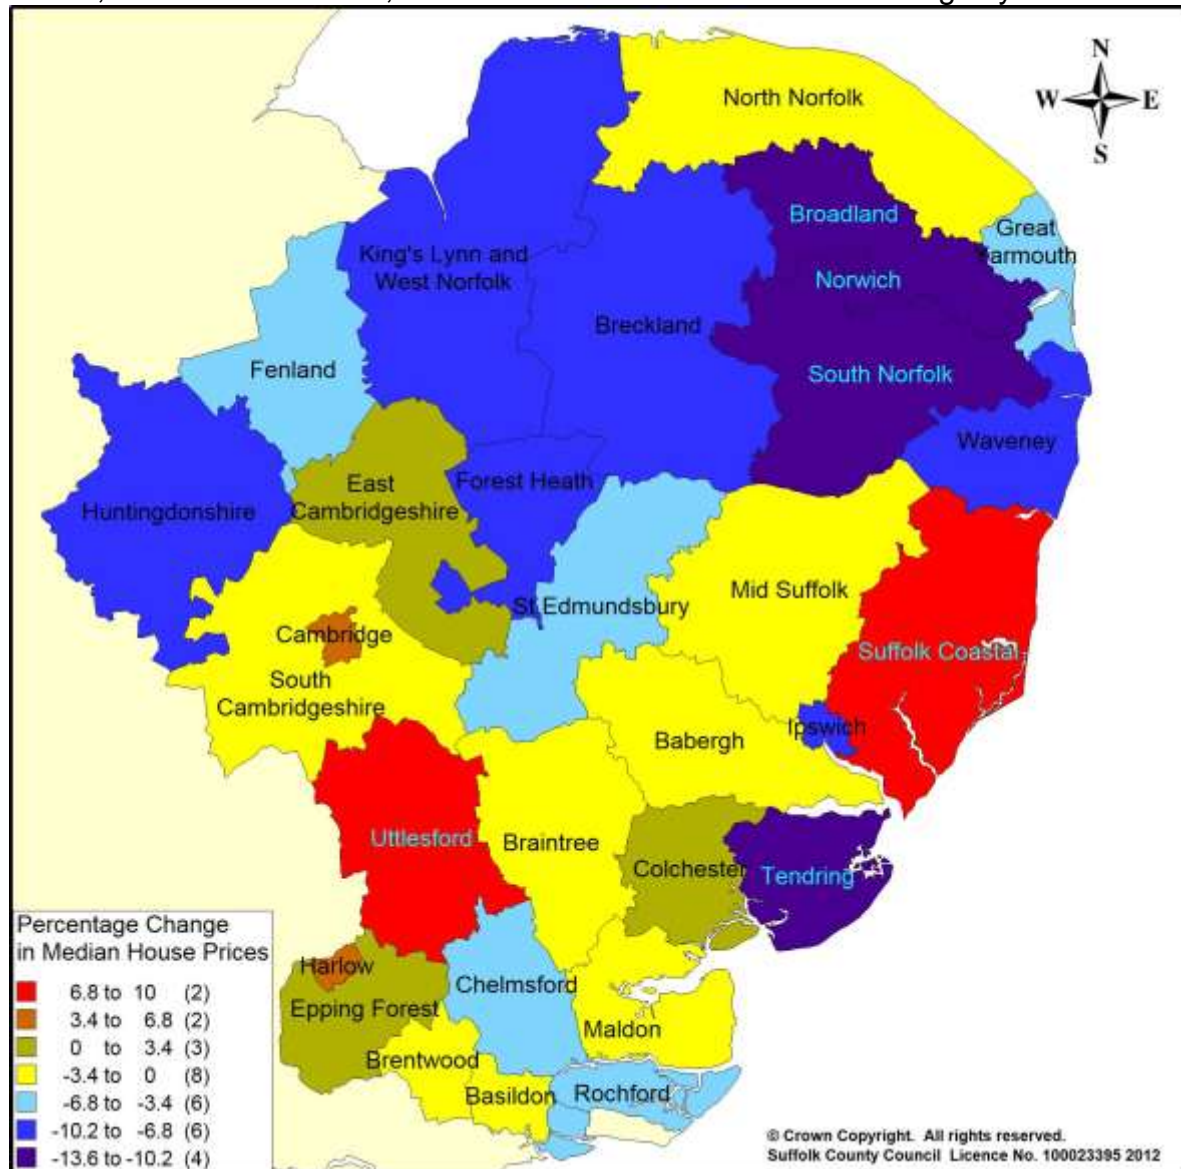 N
W E
S
North Norfolk
Broadland
Great
King's Lynn and
West Norfolk
Norwich
Breckland
Fenland
South Norfolk
Waveney
East
Cambridgeshire
Forest Heath
Huntingdonshire
Mid Suffolk
St Edmundsbury
Cambridge
Suffolk Coastal
South
Cambridgeshire
Ipswich
Babergh
Uttlesford
Braintree
Colchester
Tendring
Harlow
Chelmsford
Epping Forest
Maldon
Brentwood
Basildon
Rochford
Percentage Change
in Median House Prices
6.8 to 10 (2)
3.4 to 6.8 (2)
0 to 3.4 (3)
-3.4 to 0 (8)
-6.8 to -3.4 (6)
-10.2 to -6.8 (6)
-13.6 to -10.2 (4)
© Crown Copyright. All rights reserved.
Suffolk County Council Licence No. 100023395 2012